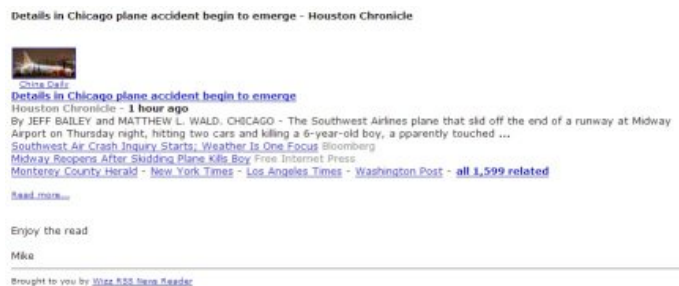 Details in Chicago plane accident begin to emerge - Houston Chronicle
China Daily
Details in Chicago plane accident begin to emerge
Houston Chronicle - 1 hour ago
By JEFF BAILEY and MATTHEW L. WALD. CHICAGO - The Southwest Airlines plane that slid off the end of a runway at Midway
Airport on Thursday night, hitting two cars and killing a 6-year-old boy, a pparently touched ...
Southwest Air Crash Inquiry Starts; Weather Is One Focus Bloomberg
Midway Reopens After Skidding Plane Kills Boy Free Internet Press
Monterey County Herald - New York Times - Los Angeles Times - Washington Post - all 1,599 related
Read more...
Enjoy the read
Mike
Brought to you by Wizz RSS News Reader